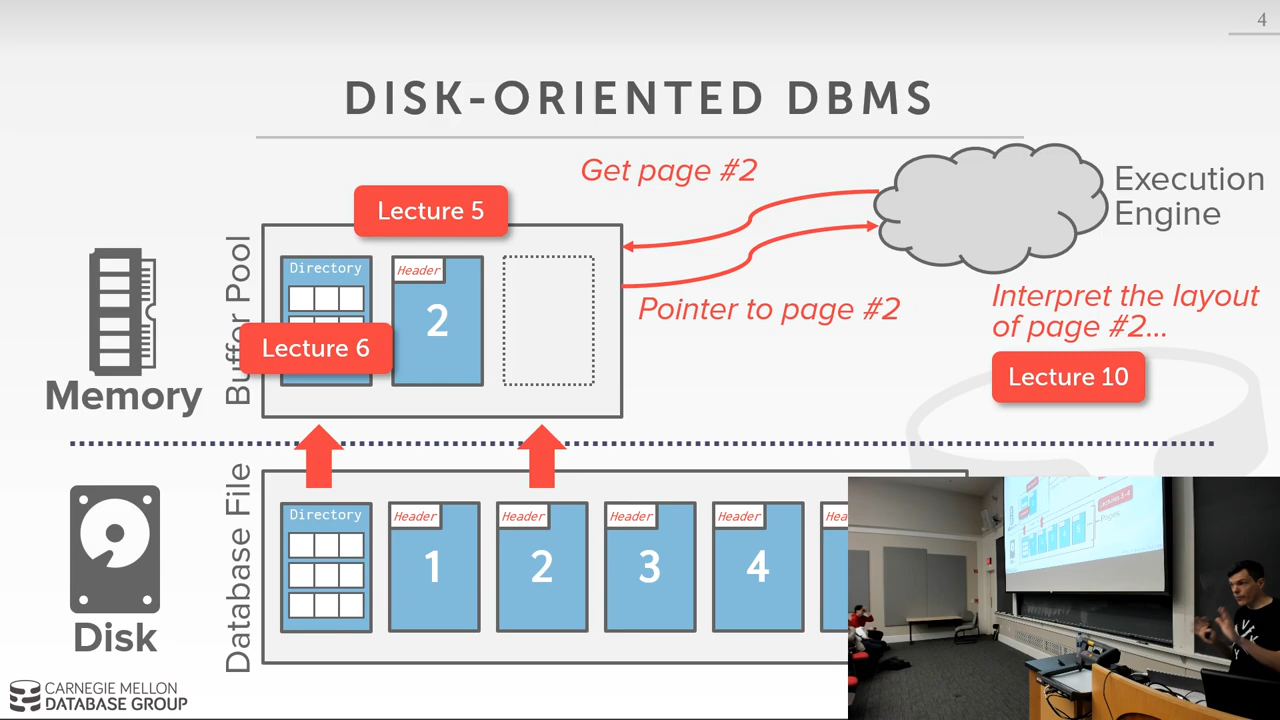 4
DISK-ORIENTED DBMS
Get page #2
Execution
Engine
Lecture 5
Buffer Pool
Directory
Header
2
Lecture 6
Pointer to page #2
Interpret the layout
of page #2...
Lecture 10
Memory
Database File
Directory
Header
1
Header
2
Header
3
Header
4
Disk
CARNEGIE MELLON
DATABASE GROUP